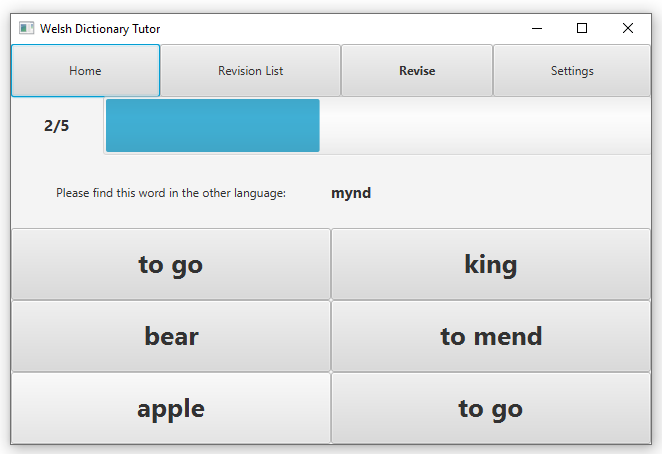 Welsh Dictionary Tutor
Home Revision List Revise Settings
2/5
Please find this word in the other language: mynd
to go king
bear to mend
apple to go